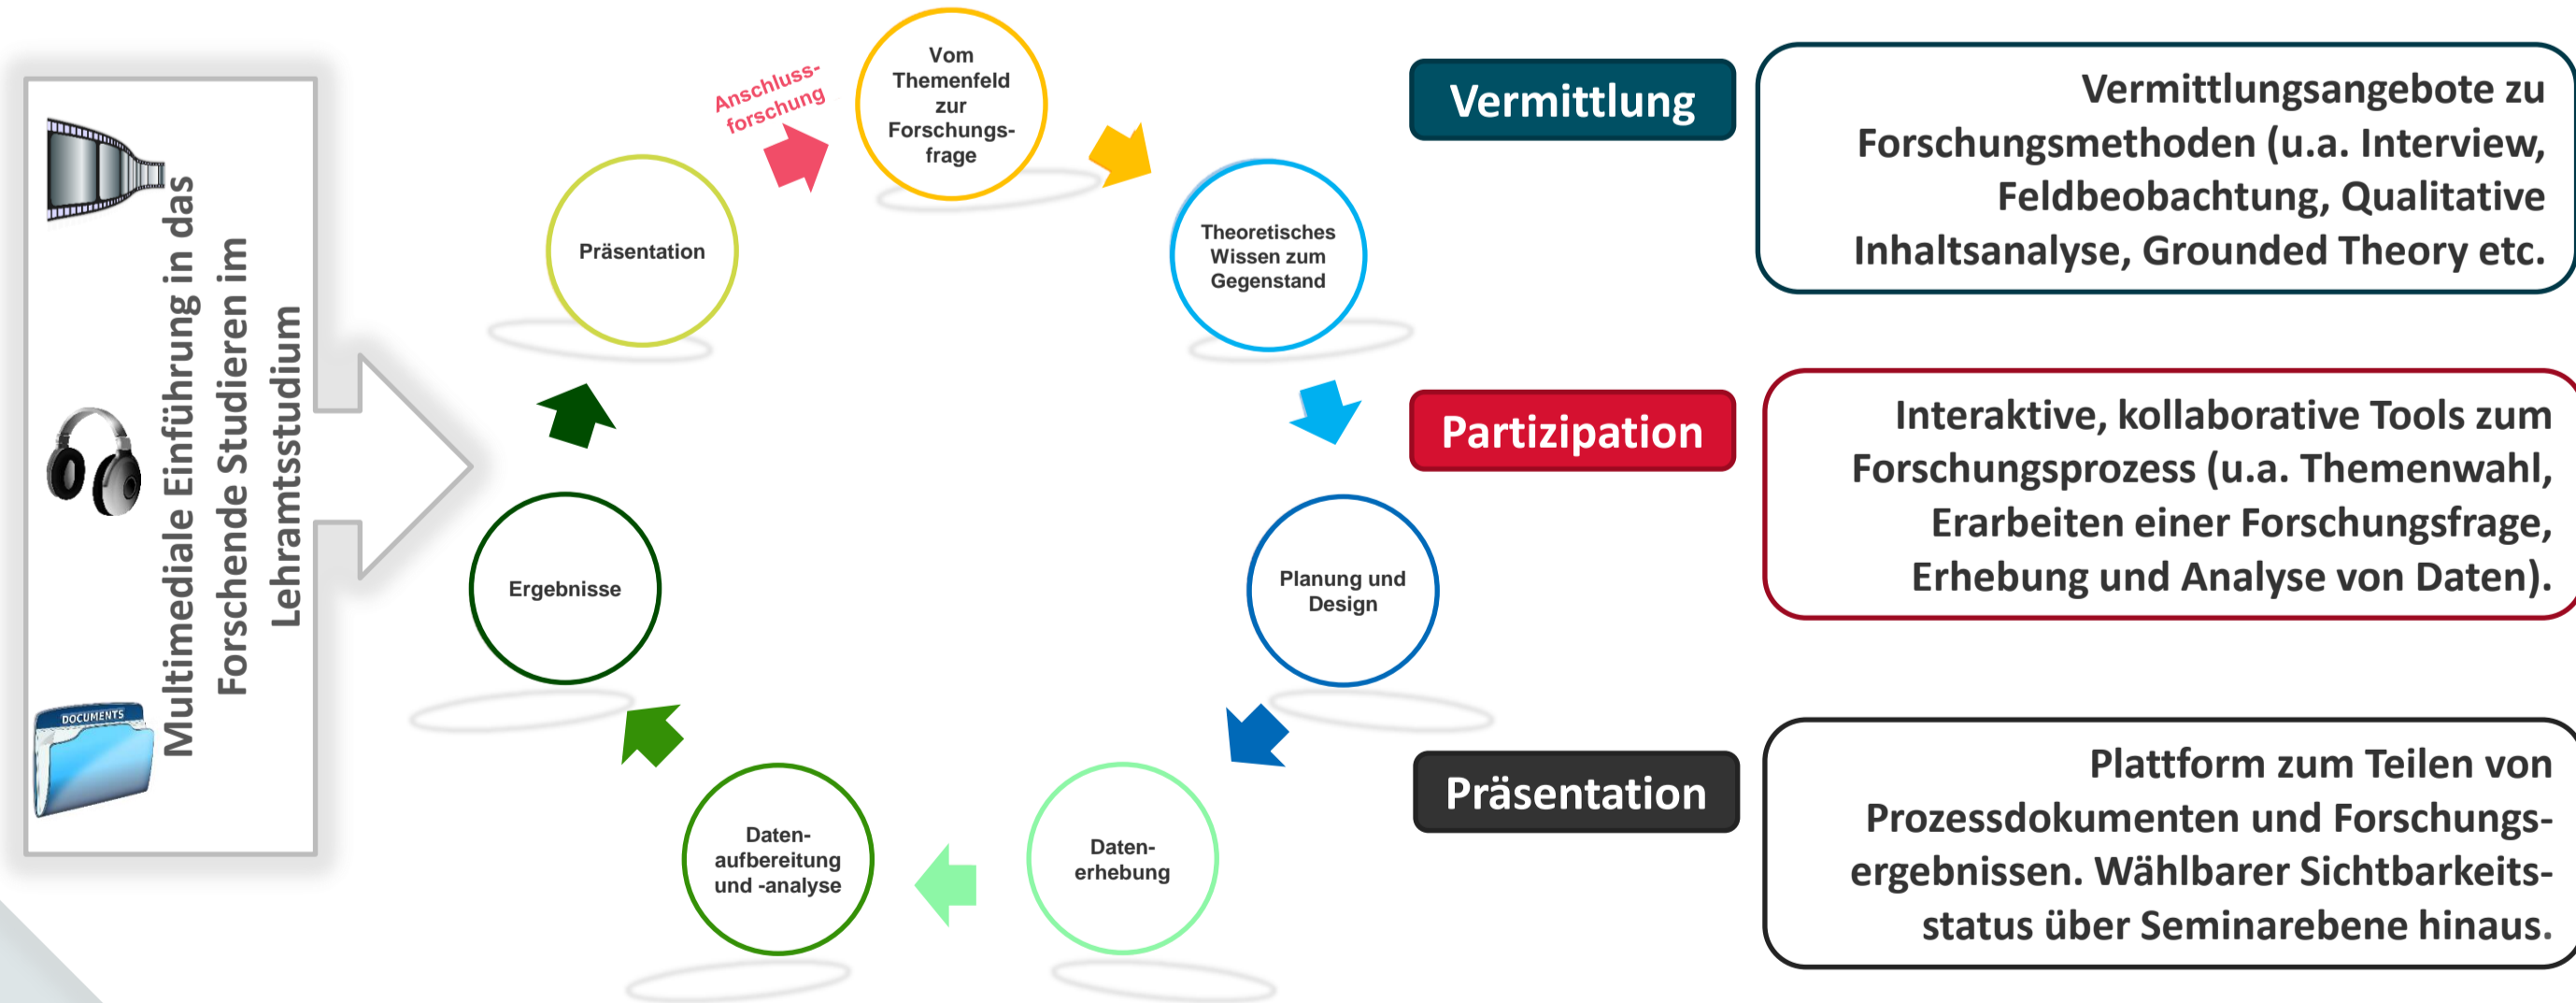 DOCUMENTS
Multimediale Einführung in das
Forschende Studieren im
Lehramtsstudium
Anschluss-
forschung
Vom
Themenfeld
zur
Forschungs-
frage
Theoretisches
Wissen zum
Gegenstand
Planung und
Design
Daten-
erhebung
Daten-
aufbereitung
und -analyse
Ergebnisse
Präsentation
Vermittlung
Vermittlungsangebote zu
Forschungsmethoden (u.a. Interview,
Feldbeobachtung, Qualitative
Inhaltsanalyse, Grounded Theory etc.
Partizipation
Interaktive, kollaborative Tools zum
Forschungsprozess (u.a. Themenwahl,
Erarbeiten einer Forschungsfrage,
Erhebung und Analyse von Daten).
Präsentation
Plattform zum Teilen von
Prozessdokumenten und Forschungs-
ergebnissen. Wählbarer Sichtbarkeits-
status über Seminarebene hinaus.